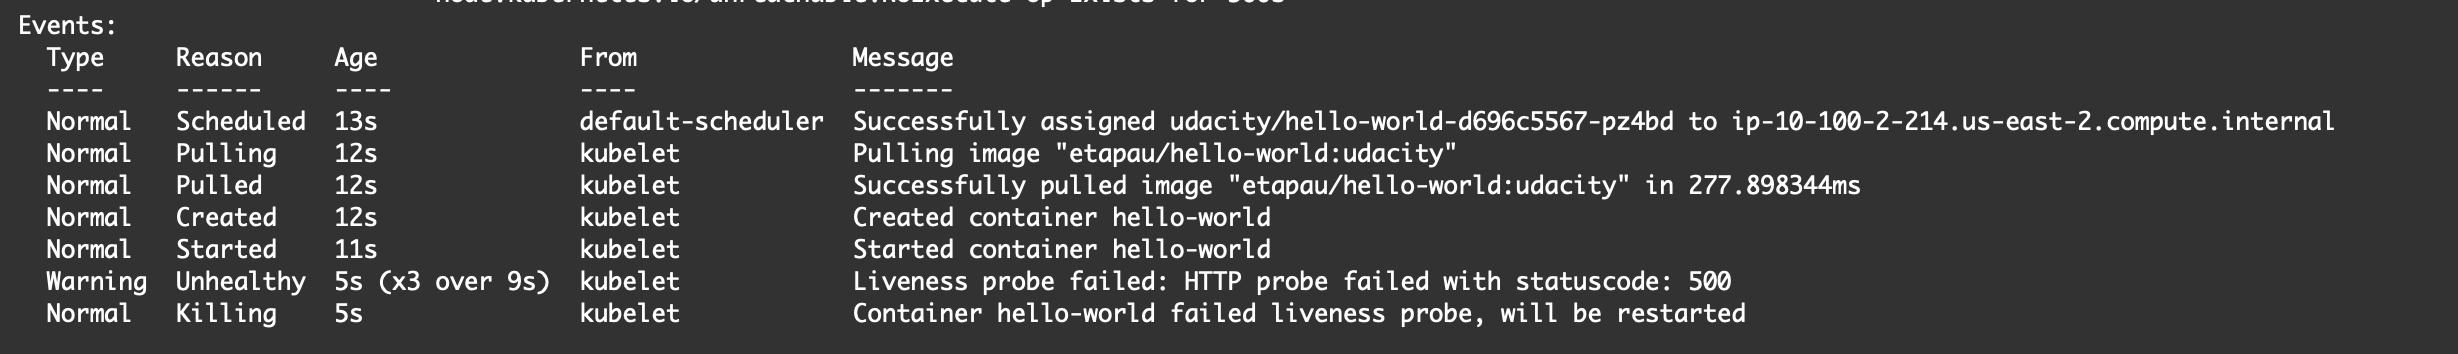 Events:
Type Reason Age From Message
---- ------ ---- ---- -------
Normal Scheduled 13s default-scheduler Successfully assigned udacity/hello-world-d696c5567-pz4bd to ip-10-100-2-214.us-east-2.compute.internal
Normal Pulling 12s kubelet Pulling image "etapau/hello-world:udacity"
Normal Pulled 12s kubelet Successfully pulled image "etapau/hello-world:udacity" in 277.898344ms
Normal Created 12s kubelet Created container hello-world
Normal Started 11s kubelet Started container hello-world
Warning Unhealthy 5s (x3 over 9s) kubelet Liveness probe failed: HTTP probe failed with statuscode: 500
Normal Killing 5s kubelet Container hello-world failed liveness probe, will be restarted